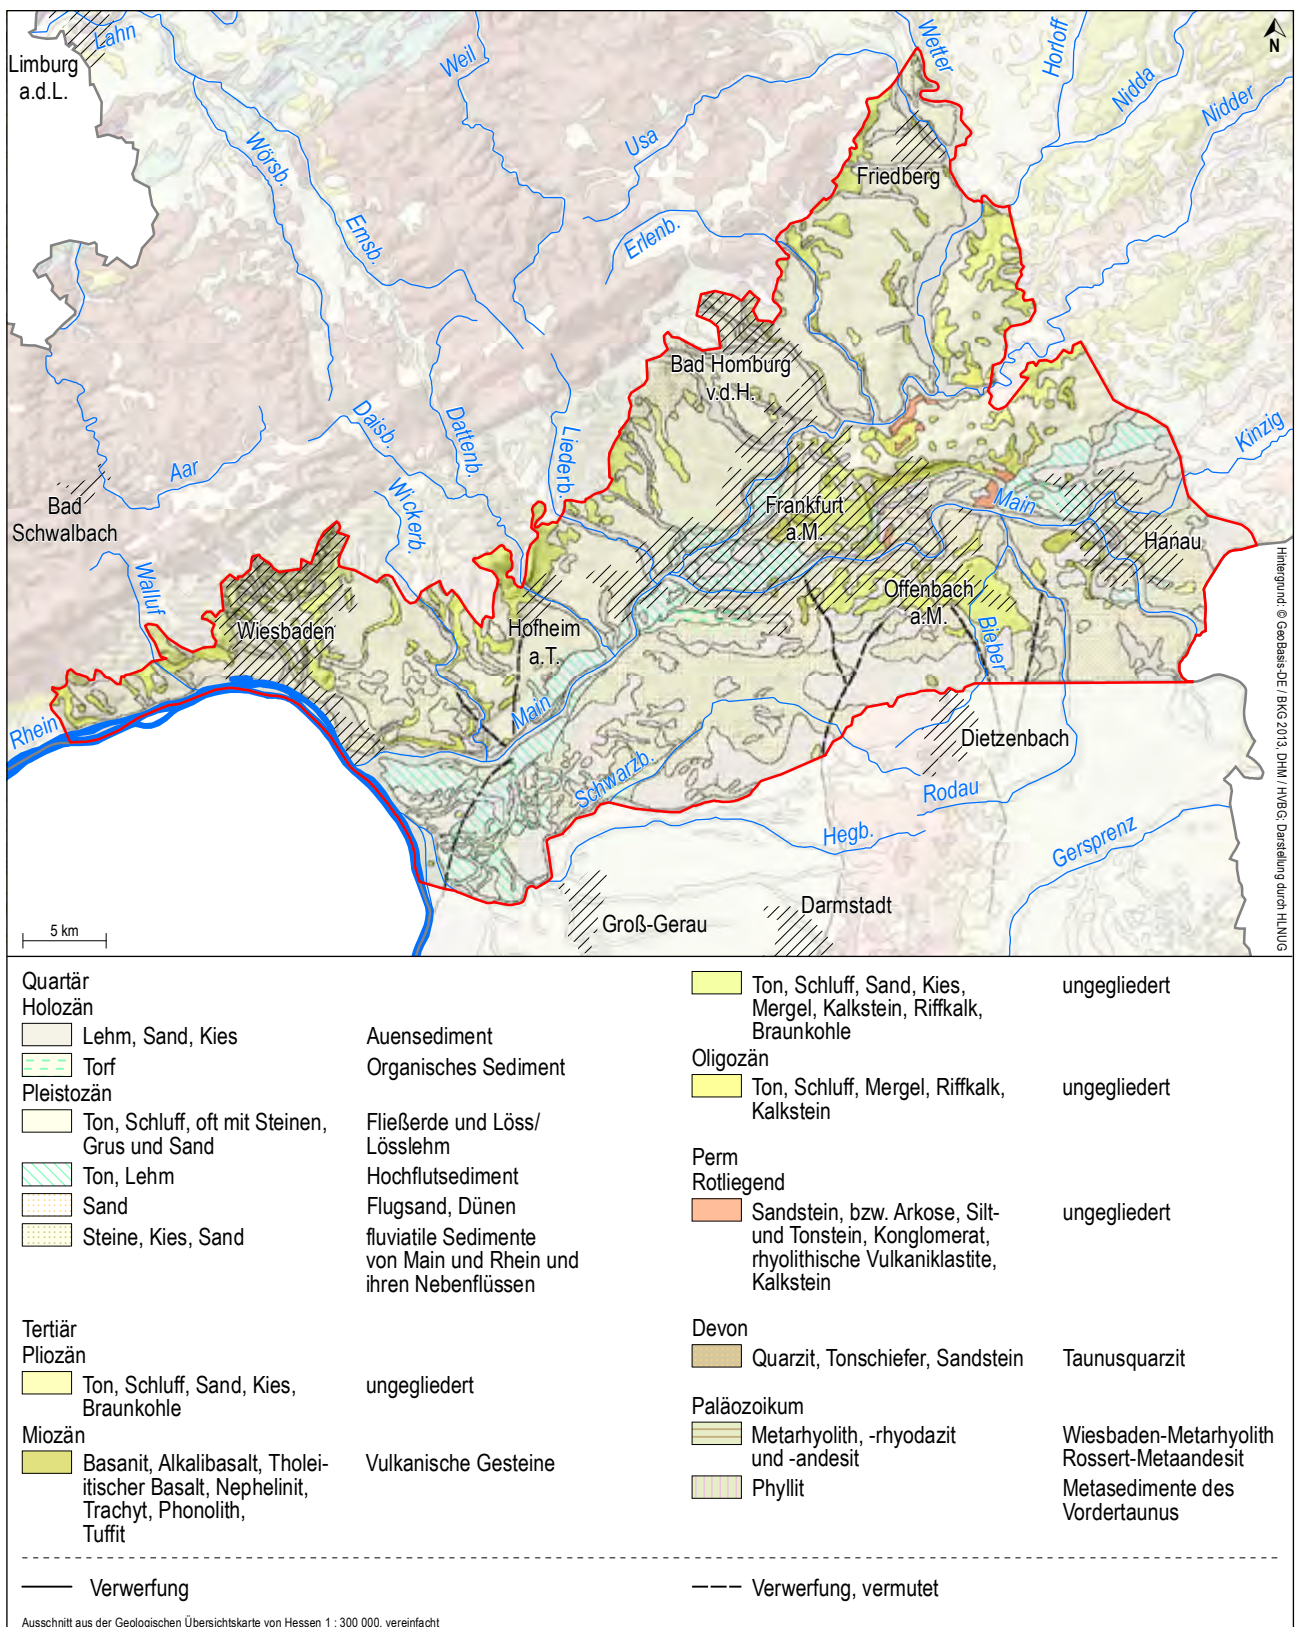 Lahn
Limburg
a.d.L.
Weil
Wetter
Horloff
N
Nidda
Nidder
Usa
Wörsb.
Friedberg
Emsb.
Erlenb.
Bad Homburg
v.d.H.
Daisb.
Dattenb.
Liederb.
Kinzig
Aar
Wickerb.
Bad
Schwalbach
Frankfurt
a.M.
Main
Hanau
Walluf
Offenbach
a.M.
Wiesbaden
Hofheim
a.T.
Bieber
Main
Rhein
Dietzenbach
Schwarzb.
Rodau
Hegb.
Gersprenz
Darmstadt
Groß-Gerau
5 km
Hintergrund: © GeoBasis-DE / BKG 2013, DHM / HVBG; Darstellung durch HLNUG
Quartär
Holozän
Lehm, Sand, Kies Auensediment
Torf Organisches Sediment
Pleistozän
Ton, Schluff, oft mit Steinen, Fließerde und Löss/
Grus und Sand Lösslehm
Ton, Lehm Hochflutsediment
Sand Flugsand, Dünen
Steine, Kies, Sand fluviatile Sedimente
von Main und Rhein und
ihren Nebenflüssen
Tertiär
Pliozän
Ton, Schluff, Sand, Kies, ungegliedert
Braunkohle
Miozän
Basanit, Alkalibasalt, Tholei- Vulkanische Gesteine
itischer Basalt, Nephelinit,
Trachyt, Phonolith,
Tuffit
Ton, Schluff, Sand, Kies, ungegliedert
Mergel, Kalkstein, Riffkalk,
Braunkohle
Oligozän
Ton, Schluff, Mergel, Riffkalk, ungegliedert
Kalkstein
Perm
Rotliegend
Sandstein, bzw. Arkose, Silt- ungegliedert
und Tonstein, Konglomerat,
rhyolithische Vulkaniklastite,
Kalkstein
Devon
Quarzit, Tonschiefer, Sandstein Taunusquarzit
Paläozoikum
Metarhyolith, -rhyodazit Wiesbaden-Metarhyolith
und -andesit Rossert-Metaandesit
Phyllit Metasedimente des
Vordertaunus
Verwerfung
Verwerfung, vermutet
Ausschnitt aus der Geologischen Übersichtskarte von Hessen 1 : 300 000, vereinfacht